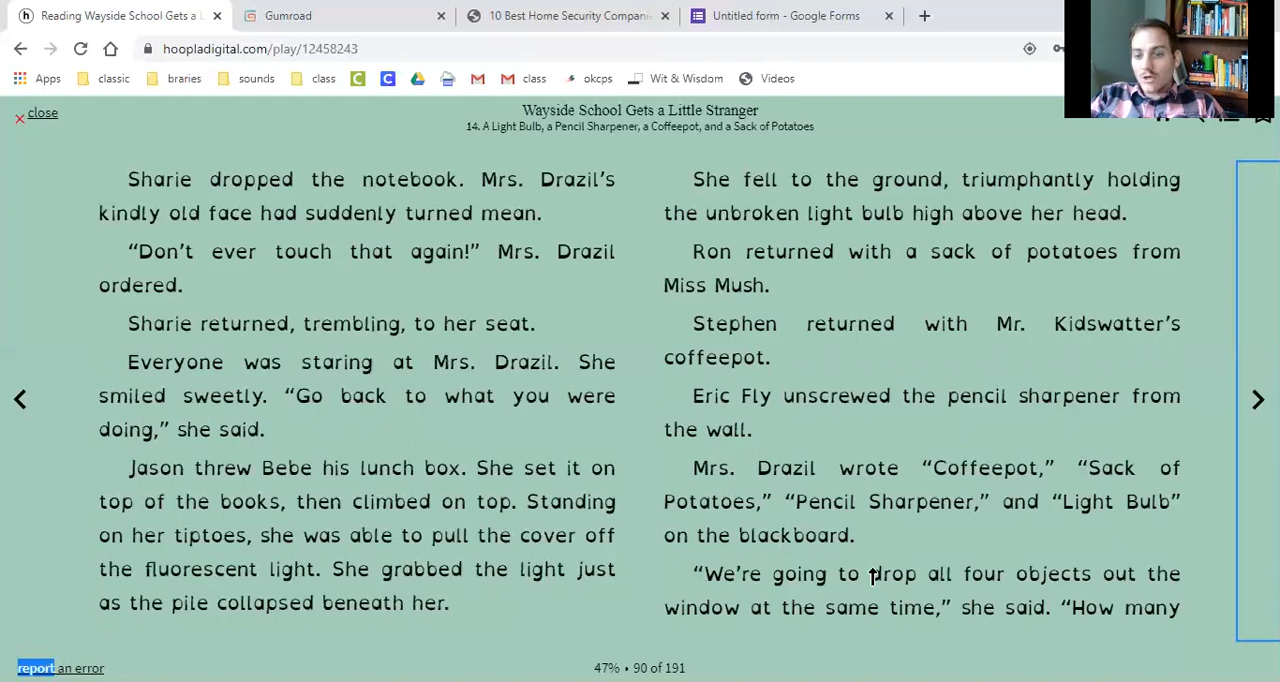 Reading Wayside School Gets a L
Gumroad
10 Best Home Security Compani
Untitled form - Google Forms
hoopladigital.com/play/12458243
Apps
classic
braries
sounds
class
class
okcps
Wit & Wisdom
Videos
close
Wayside School Gets a Little Stranger
14. A Light Bulb, a Pencil Sharpener, a Coffeepot, and a Sack of Potatoes
Sharie dropped the notebook. Mrs. Drazil's
kindly old face had suddenly turned mean.
"Don't ever touch that again!" Mrs. Drazil
ordered.
Sharie returned, trembling, to her seat.
Everyone was staring at Mrs. Drazil. She
smiled sweetly. "Go back to what you were
doing," she said.
Jason threw Bebe his lunch box. She set it on
top of the books, then climbed on top. Standing
on her tiptoes, she was able to pull the cover off
the fluorescent light. She grabbed the light just
as the pile collapsed beneath her.
She fell to the ground, triumphantly holding
the unbroken light bulb high above her head.
Ron returned with a sack of potatoes from
Miss Mush.
Stephen returned with Mr. Kidswatter's
coffeepot.
Eric Fly unscrewed the pencil sharpener from
the wall.
Mrs. Drazil wrote "Coffeepot," "Sack of
Potatoes," "Pencil Sharpener," and "Light Bulb"
on the blackboard.
"We're going to drop all four objects out the
window at the same time," she said. "How many
report an error
47% • 90 of 191